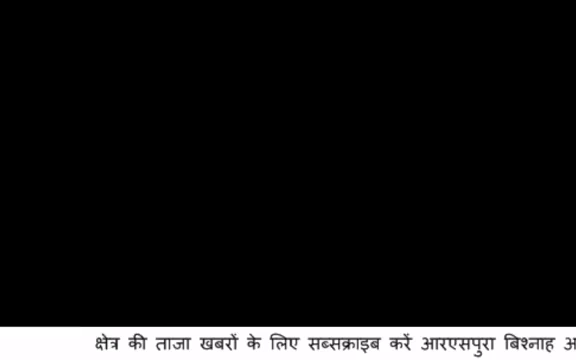 क्षेत्र की ताजा खबरों के लिए सब्सक्राइब करें आरएसपुरा बिश्नाह